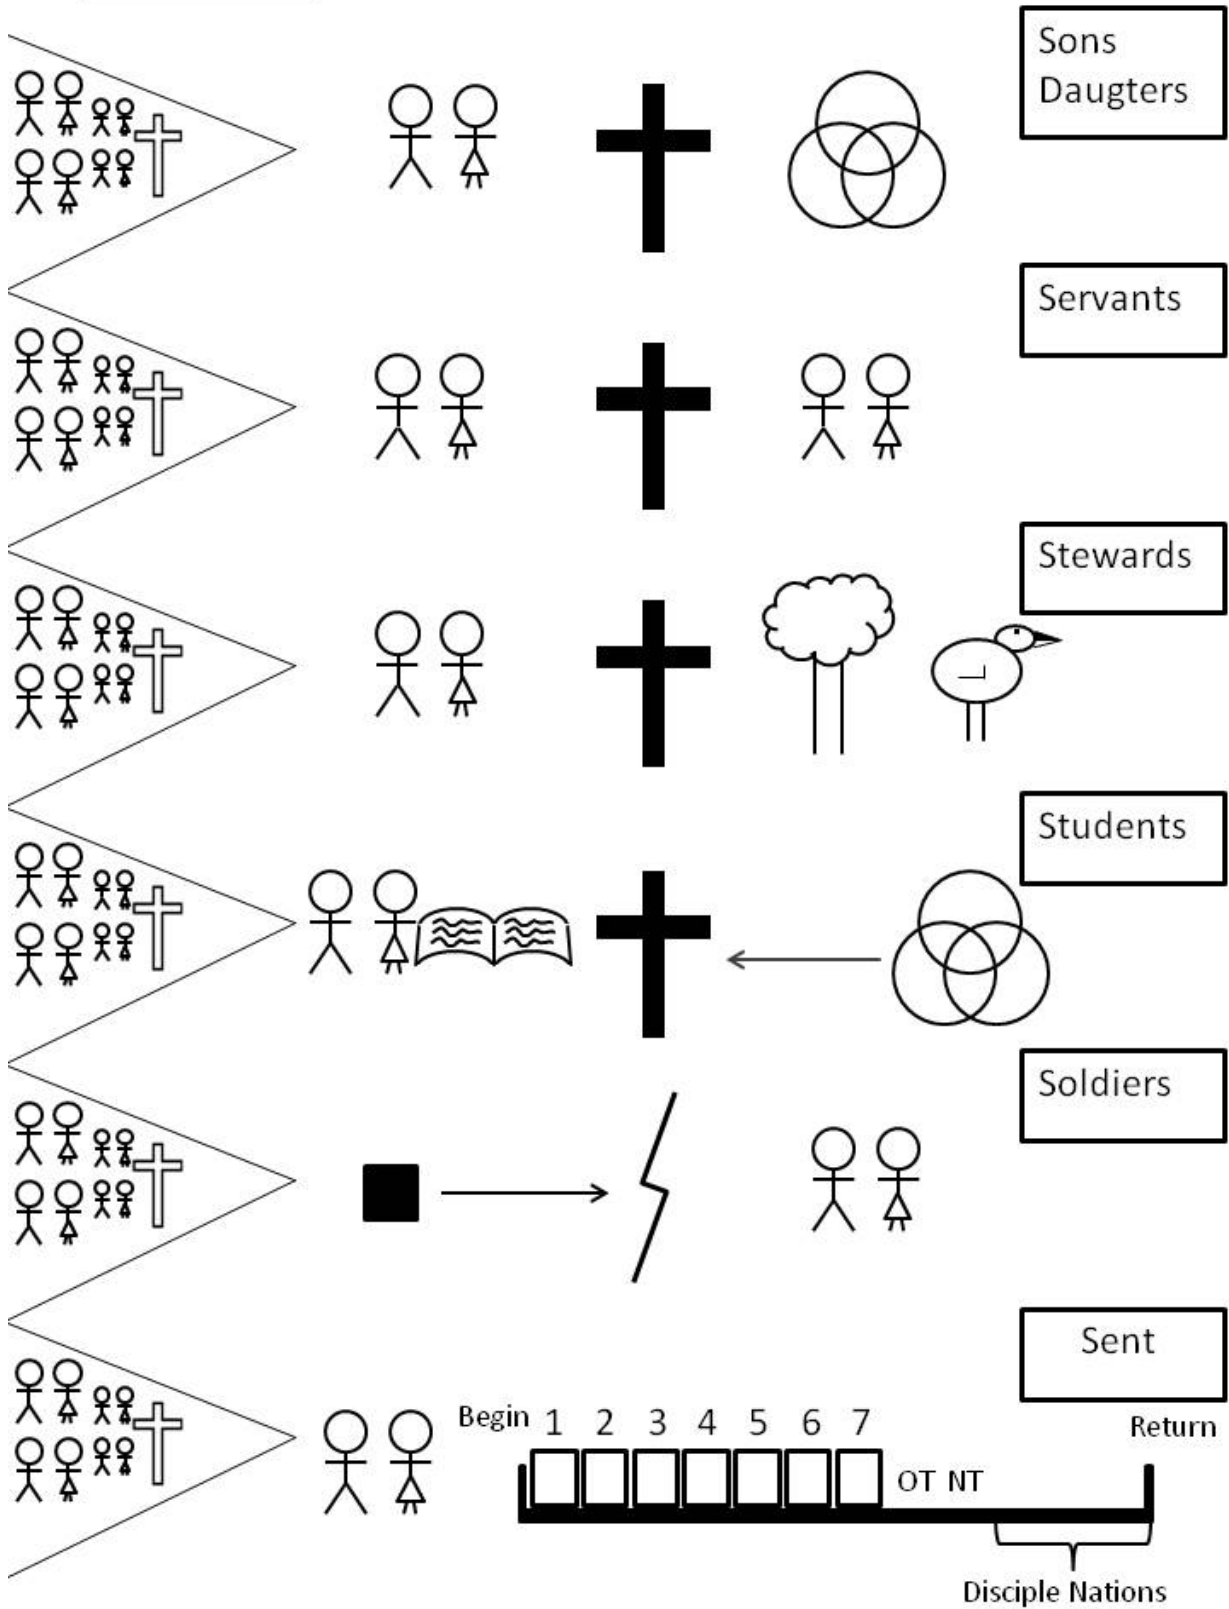 Sons
Daugters
Servants
Stewards
Students
Soldiers
Sent
Begin 1 2 3 4 5 6 7
Return
OT NT
Disciple Nations